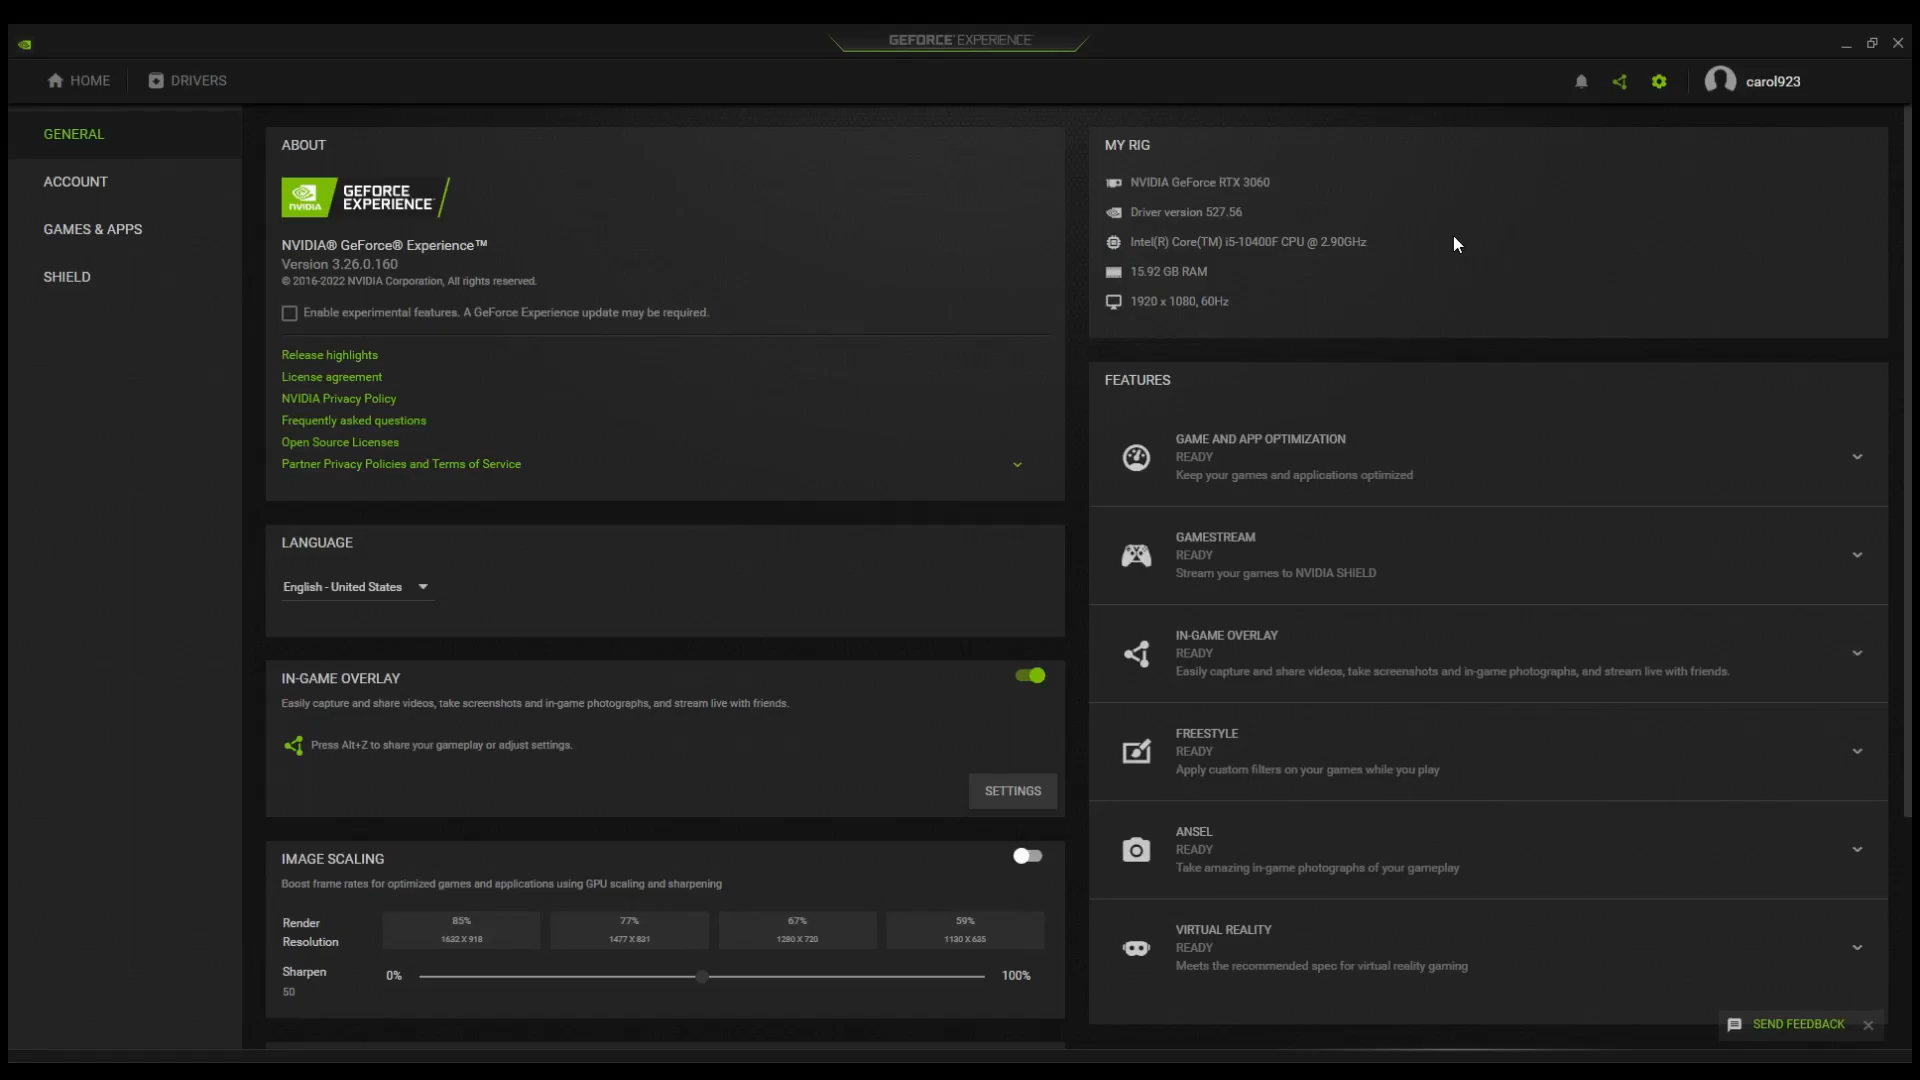 GEFORCE EXPERIENCE
HOME
DRIVERS
carol923
GENERAL
ACCOUNT
GAMES & APPS
SHIELD
ABOUT
NVIDIA
GEFORCE
EXPERIENCE
NVIDIA® GeForce® Experience™
Version 3.26.0.160
© 2016-2022 NVIDIA Corporation, All rights reserved.
Enable experimental features. A GeForce Experience update may be required.
Release highlights
License agreement
NVIDIA Privacy Policy
Frequently asked questions
Open Source Licenses
Partner Privacy Policies and Terms of Service
LANGUAGE
English - United States
IN-GAME OVERLAY
Easily capture and share videos, take screenshots and in-game photographs, and stream live with friends.
Press Alt+Z to share your gameplay or adjust settings.
SETTINGS
IMAGE SCALING
Boost frame rates for optimized games and applications using GPU scaling and sharpening
Render
Resolution
85%
1632 X 918
77%
1477 X 831
67%
1280 X 720
59%
1130 X 635
Sharpen
50
0%
100%
MY RIG
NVIDIA GeForce RTX 3060
Driver version 527.56
Intel(R) Core(TM) i5-10400F CPU @ 2.90GHz
15.92 GB RAM
1920 x 1080, 60Hz
FEATURES
GAME AND APP OPTIMIZATION
READY
Keep your games and applications optimized
GAMESTREAM
READY
Stream your games to NVIDIA SHIELD
IN-GAME OVERLAY
READY
Easily capture and share videos, take screenshots and in-game photographs, and stream live with friends.
FREESTYLE
READY
Apply custom filters on your games while you play
ANSEL
READY
Take amazing in-game photographs of your gameplay
VIRTUAL REALITY
READY
Meets the recommended spec for virtual reality gaming
SEND FEEDBACK